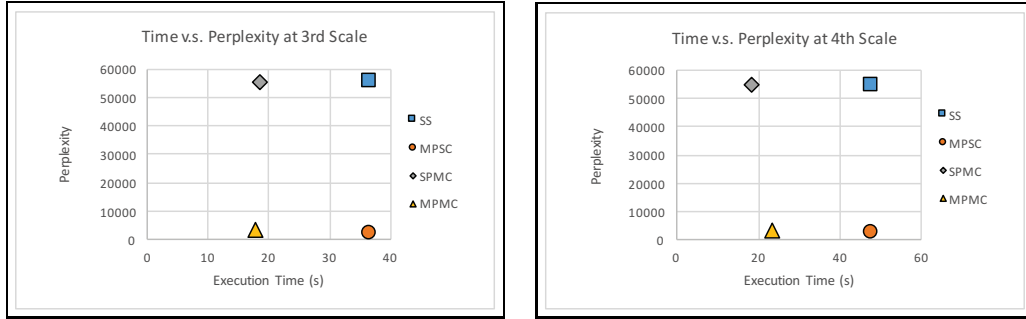 Time v.s. Perplexity at 3rd Scale
60000
50000
40000
30000
20000
10000
0
Perplexity
0 10 20 30 40
Execution Time (s)
SS
MPSC
SPMC
MPMC
Time v.s. Perplexity at 4th Scale
60000
50000
40000
30000
20000
10000
0
Perplexity
0 20 40 60
Execution Time (s)
SS
MPSC
SPMC
MPMC